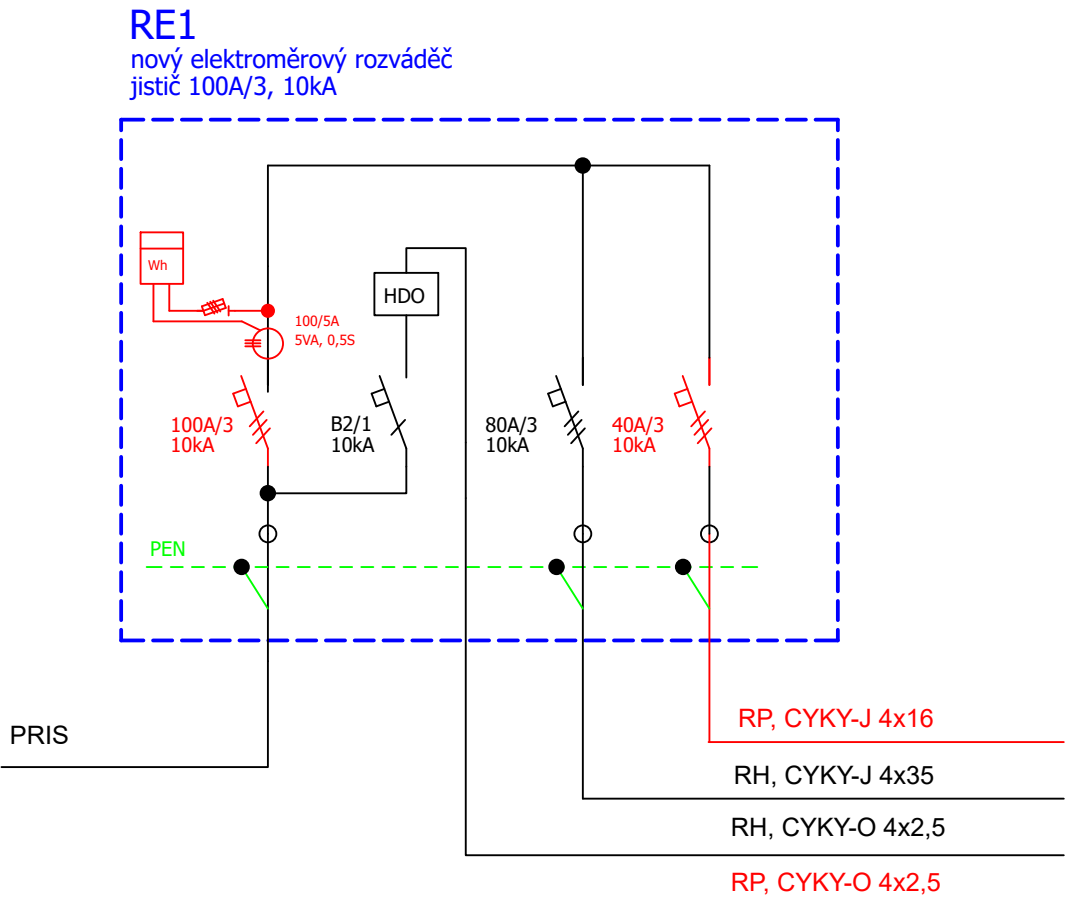 RE1
nový elektroměrový rozváděč
jistič 100A/3, 10kA
Wh
HDO
100/5A
5VA, 0,5S
100A/3
10kA
B2/1
10kA
80A/3
10kA
40A/3
10kA
PEN
PRIS
RP, CYKY-J 4x16
RH, CYKY-J 4x35
RH, CYKY-O 4x2,5
RP, CYKY-O 4x2,5